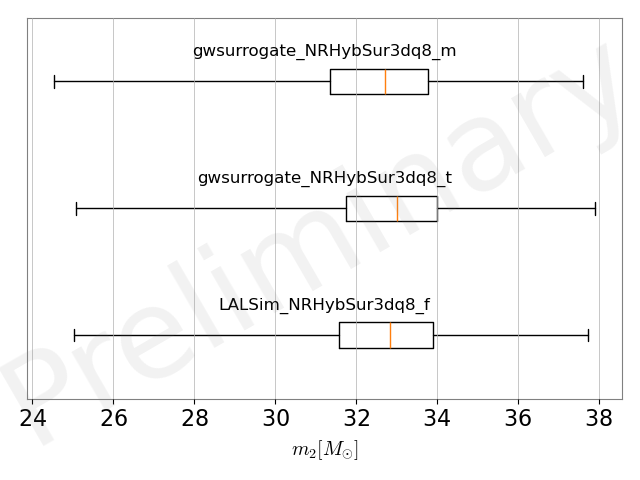 gwsurrogate_NRHybSur3dq8_m
gwsurrogate_NRHybSur3dq8_t
LALSim_NRHybSur3dq8_f
Preliminary
24 26 28 30 32 34 36 38
m₂[M☉]